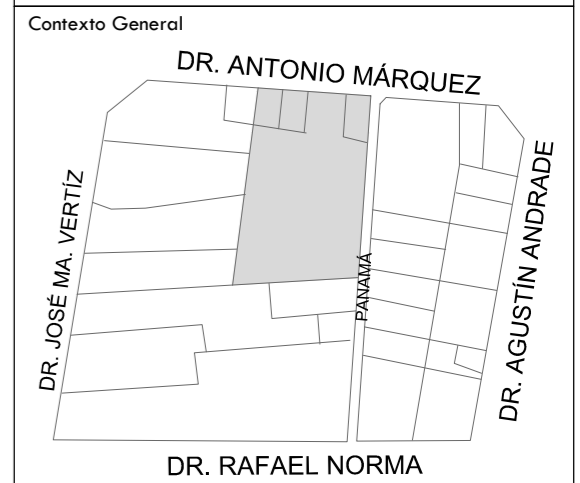 Contexto General
DR. ANTONIO MÁRQUEZ
DR. JOSÉ MA. VERTÍZ
PANAMÁ
DR. AGUSTÍN ANDRADE
DR. RAFAEL NORMA